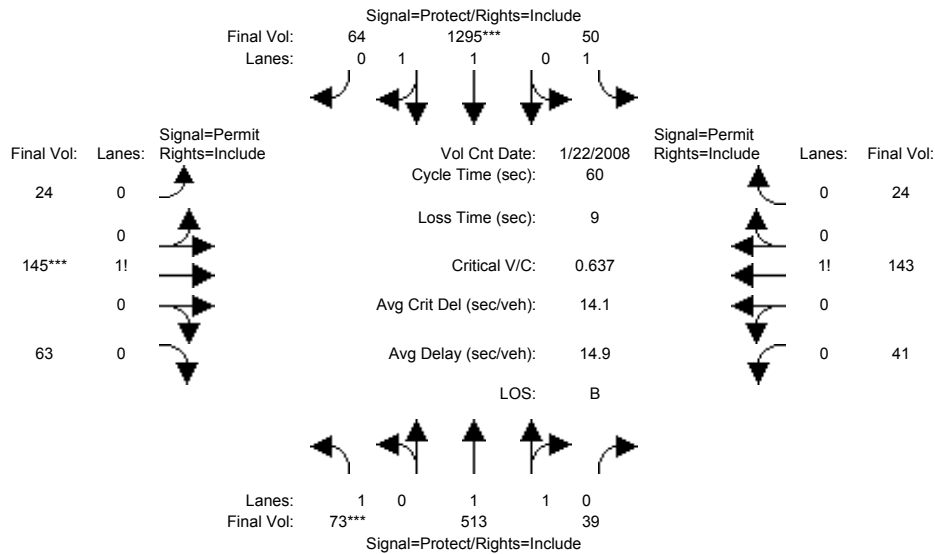 Signal=Protect/Rights=Include
Final Vol: 64 1295*** 50
Lanes: 0 1 1 0 1
Signal=Permit Signal=Permit
Final Vol: Lanes: Rights=Include Vol Cnt Date: 1/22/2008 Rights=Include Lanes: Final Vol:
Cycle Time (sec): 60
24 0 0 24
Loss Time (sec): 9
0 0
145*** 1! Critical V/C: 0.637 1! 143
0 Avg Crit Del (sec/veh): 14.1 0
63 0 Avg Delay (sec/veh): 14.9 0 41
LOS: B
Lanes: 1 0 1 1 0
Final Vol: 73*** 513 39
Signal=Protect/Rights=Include